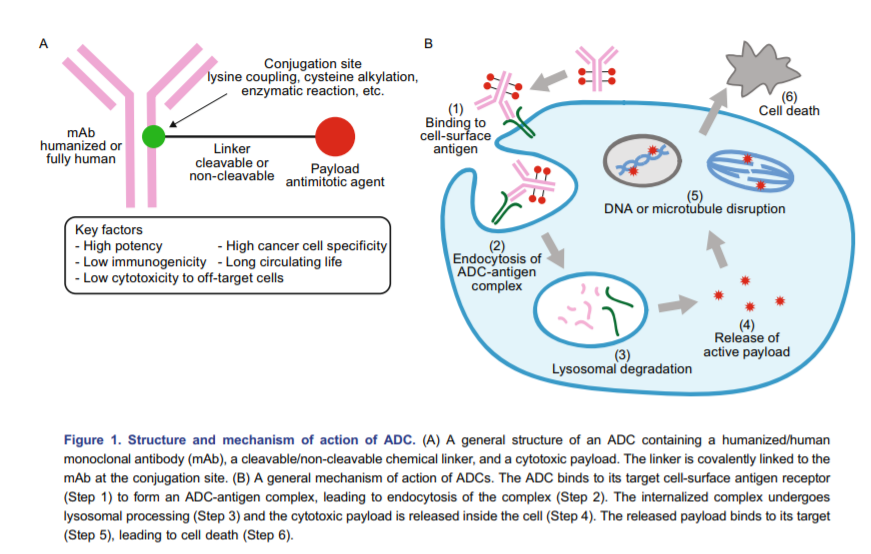 A
Conjugation site
lysine coupling, cysteine alkylation,
enzymatic reaction, etc.
mAb
humanized or
fully human
Linker
cleavable or
non-cleavable
Payload
antimitotic agent
Key factors
- High potency - High cancer cell specificity
- Low immunogenicity - Long circulating life
- Low cytotoxicity to off-target cells
B
(1)
Binding to
cell-surface
antigen
(2)
Endocytosis of
ADC-antigen
complex
(3)
Lysosomal degradation
(4)
Release of
active payload
(5)
DNA or microtubule disruption
(6)
Cell death
Figure 1. Structure and mechanism of action of ADC. (A) A general structure of an ADC containing a humanized/human
monoclonal antibody (mAb), a cleavable/non-cleavable chemical linker, and a cytotoxic payload. The linker is covalently linked to the
mAb at the conjugation site. (B) A general mechanism of action of ADCs. The ADC binds to its target cell-surface antigen receptor
(Step 1) to form an ADC-antigen complex, leading to endocytosis of the complex (Step 2). The internalized complex undergoes
lysosomal processing (Step 3) and the cytotoxic payload is released inside the cell (Step 4). The released payload binds to its target
(Step 5), leading to cell death (Step 6).